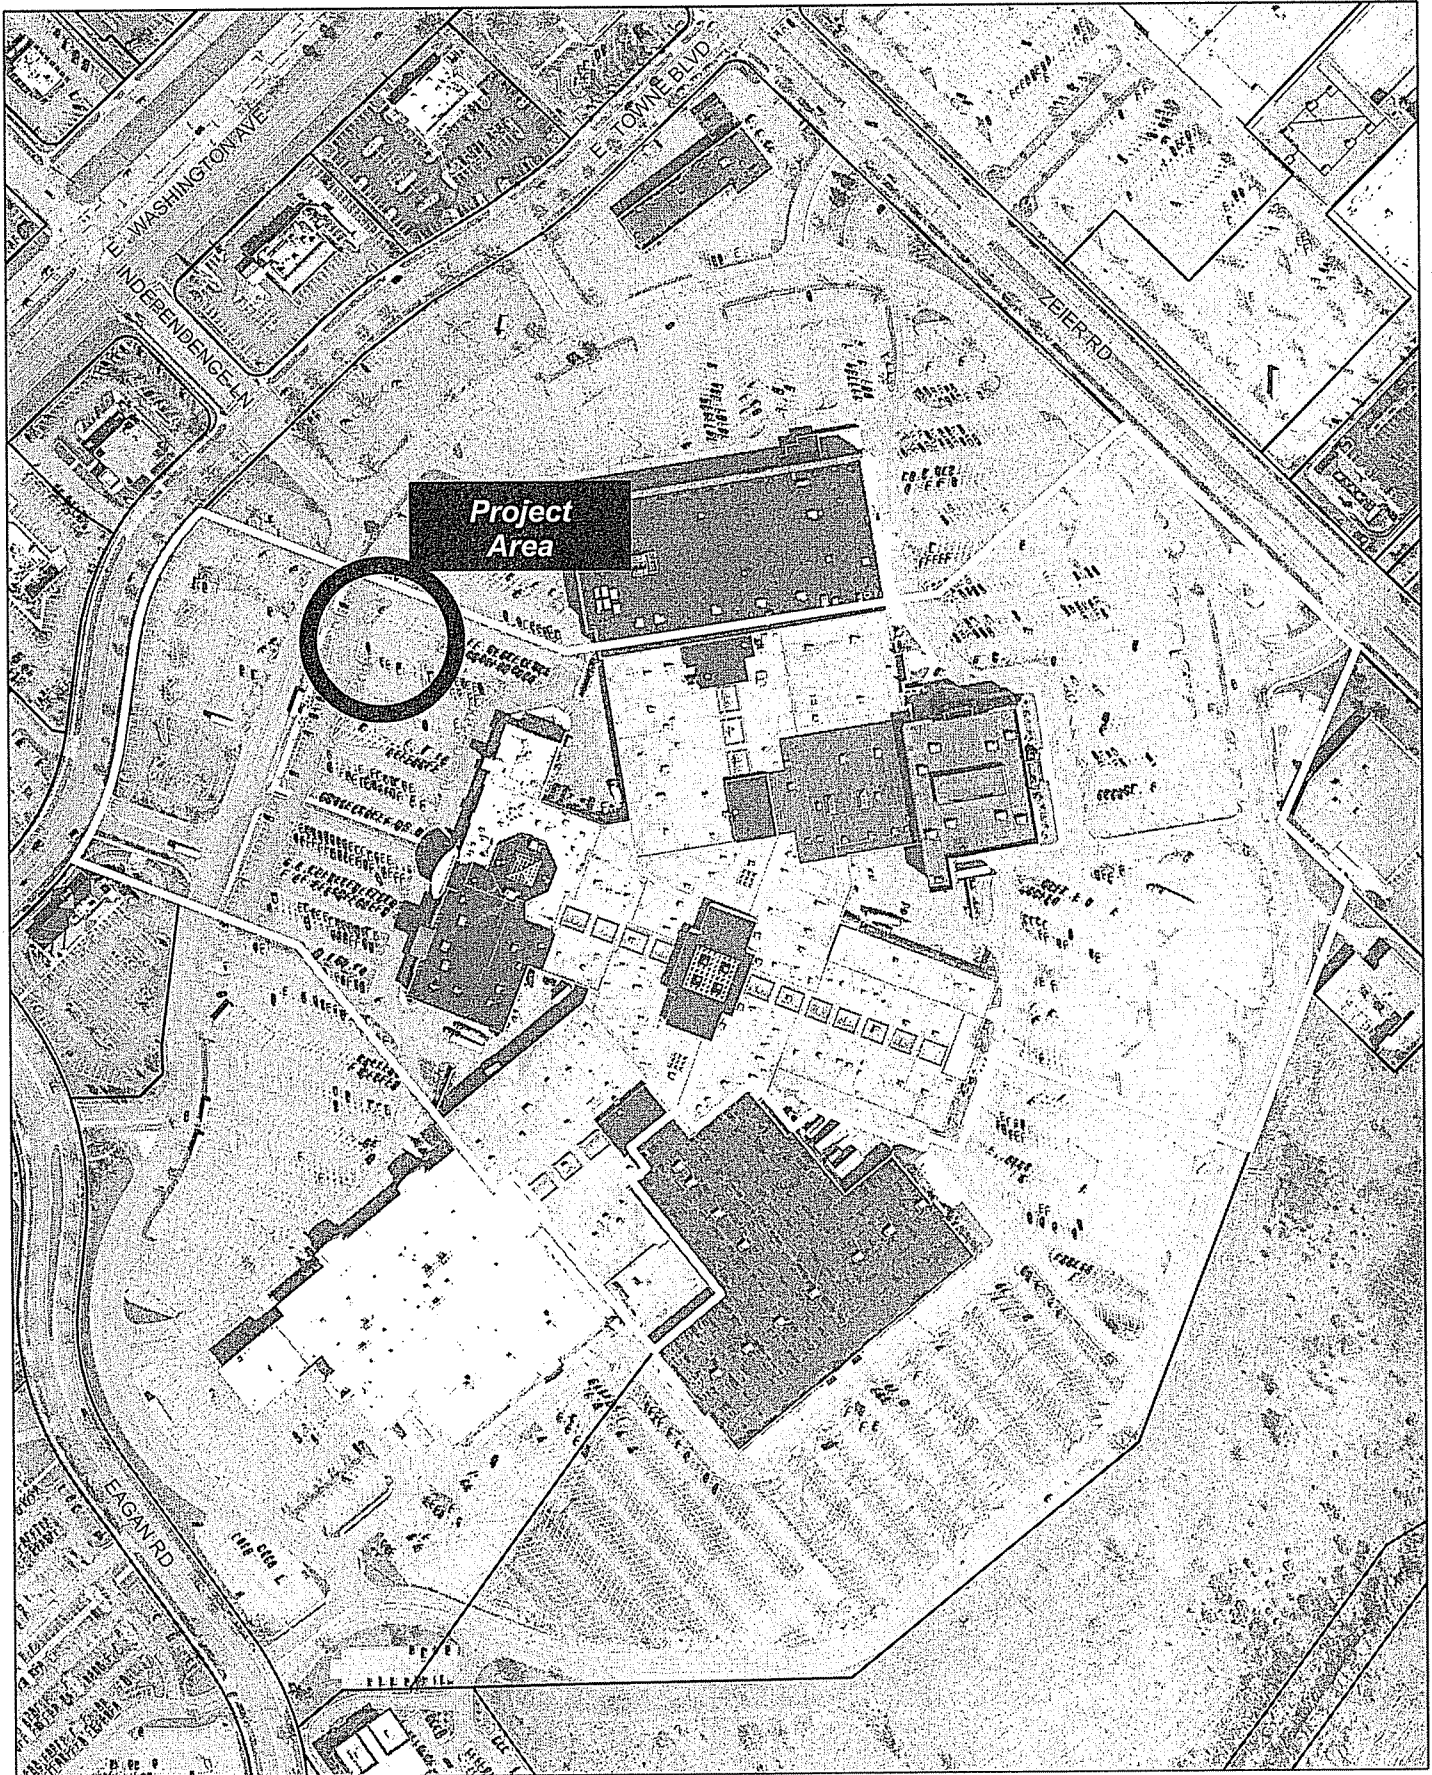 E. WASHINGTON AVE
E TOWNE BLVD
INDEPENDENCE LN
ZEIER RD
Project
Area
EAGAN RD